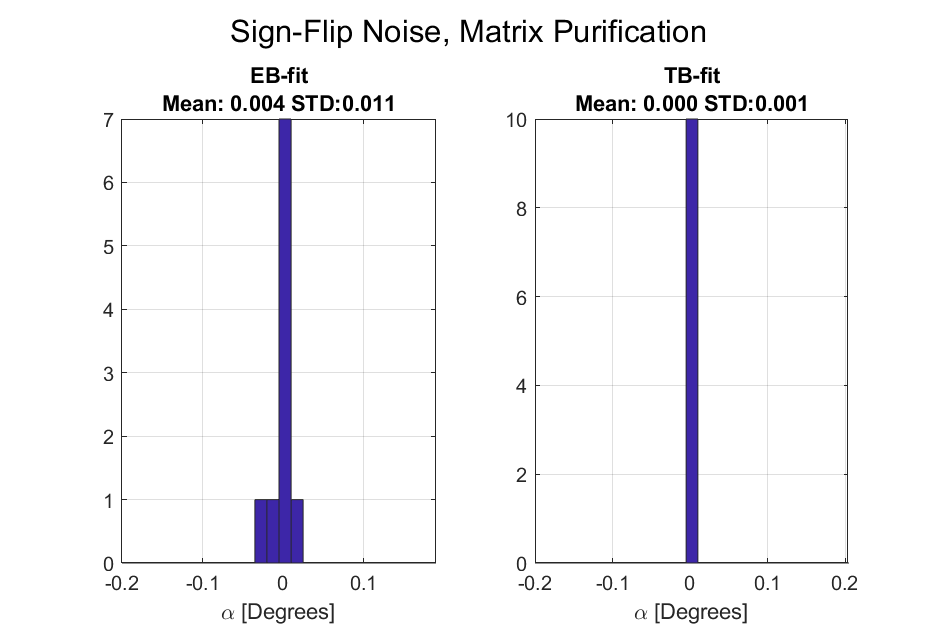 Sign-Flip Noise, Matrix Purification
EB-fit
Mean: 0.004 STD:0.011
7
6
5
4
3
2
1
0
-0.2 -0.1 0 0.1
α [Degrees]
TB-fit
Mean: 0.000 STD:0.001
10
8
6
4
2
0
-0.2 -0.1 0 0.1 0.2
α [Degrees]